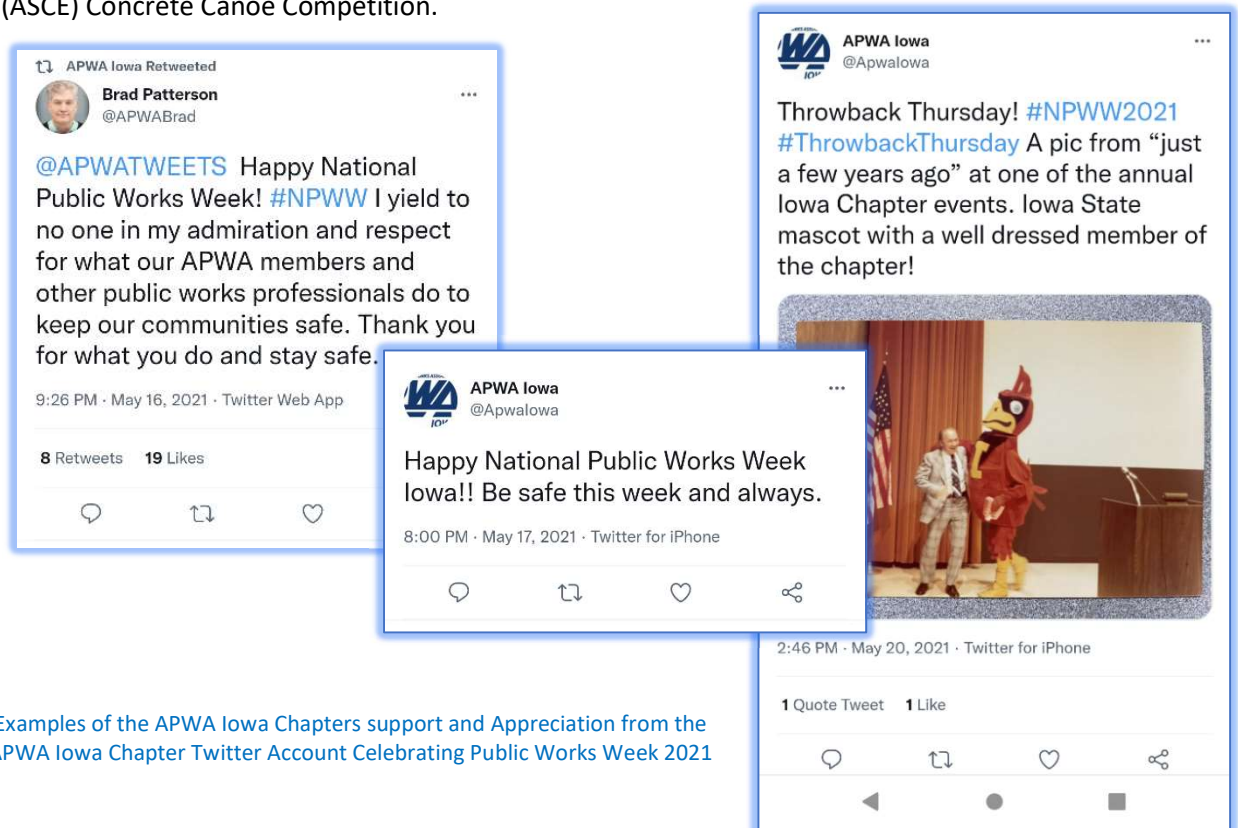 (ASCE) Concrete Canoe Competition.
APWA Iowa Retweeted
Brad Patterson
@APWABrad
@APWATWEETS Happy National
Public Works Week! #NPWW I yield to
no one in my admiration and respect
for what our APWA members and
other public works professionals do to
keep our communities safe. Thank you
for what you do and stay safe.
9:26 PM · May 16, 2021 · Twitter Web App
8 Retweets 19 Likes
WA
IOW
APWA Iowa
@ApwaIowa
Happy National Public Works Week
Iowa!! Be safe this week and always.
8:00 PM · May 17, 2021 · Twitter for iPhone
WA
IOW
APWA Iowa
@ApwaIowa
Throwback Thursday! #NPWW2021
#ThrowbackThursday A pic from “just
a few years ago” at one of the annual
Iowa Chapter events. Iowa State
mascot with a well dressed member of
the chapter!
I
2:46 PM · May 20, 2021 · Twitter for iPhone
1 Quote Tweet 1 Like
Examples of the APWA Iowa Chapters support and Appreciation from the
APWA Iowa Chapter Twitter Account Celebrating Public Works Week 2021